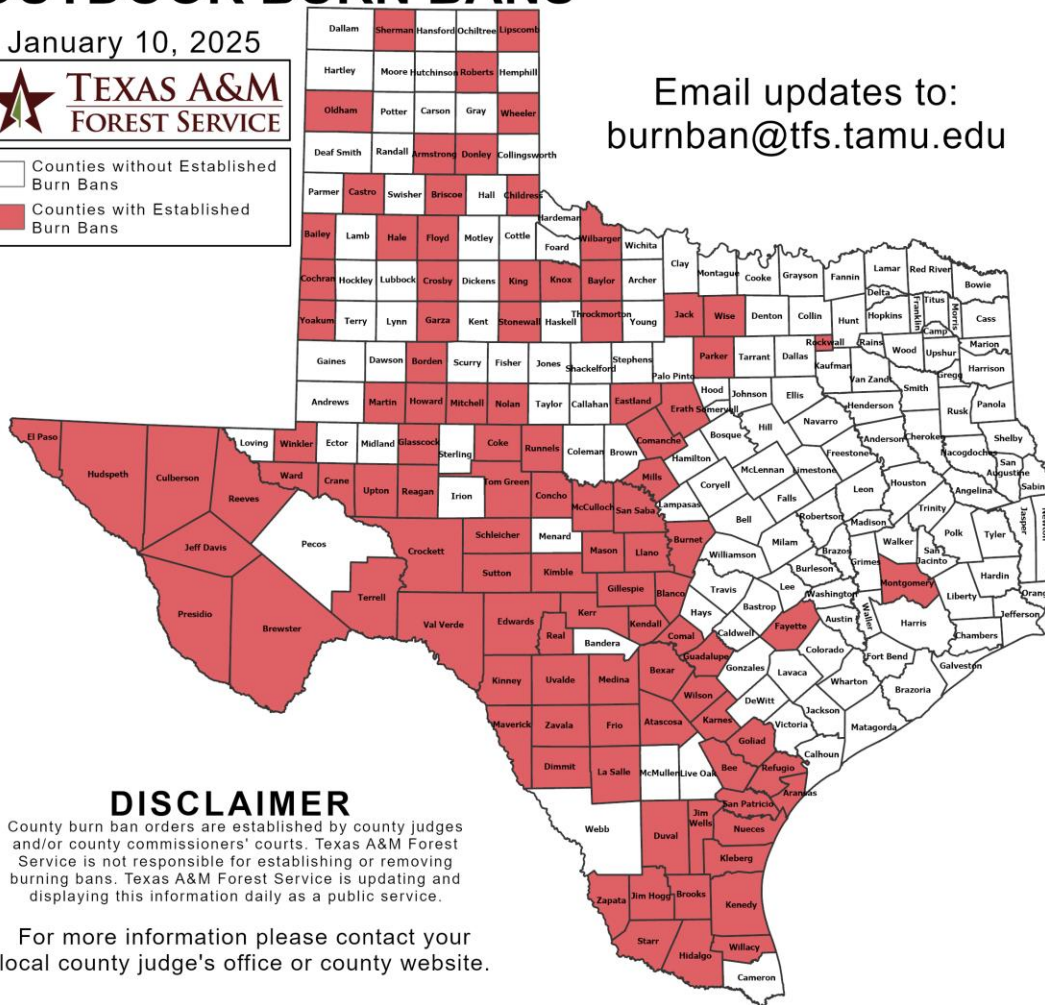 OUTDOOR BURN BANS
January 10, 2025
TEXAS A&M
FOREST SERVICE
Counties without Established
Burn Bans
Counties with Established
Burn Bans
Email updates to:
burnban@tfs.tamu.edu
Dallam Sherman Hansford Ochiltree Lipscomb
Hartley Moore Hutchinson Roberts Hemphill
Oldham Potter Carson Gray Wheeler
Deaf Smith Randall Armstrong Donley Collingsworth
Parmer Castro Swisher Briscoe Hall Childress
Hardeman
Bailey Lamb Hale Floyd Motley Cottle Foard Wilbarger Wichita
Clay Montague Cooke Grayson Fannin Lamar Red River Bowie
Cochran Hockley Lubbock Crosby Dickens King Knox Baylor Archer
Delta Franklin Titus Morris Cass
Yoakum Terry Lynn Garza Kent Stonewall Haskell Throckmorton Young Jack Wise Denton Collin Hunt Hopkins Camp
Rockwall Rains Wood Upshur Marion
Gaines Dawson Borden Scurry Fisher Jones Shackelford Stephens Palo Pinto Parker Tarrant Dallas Kaufman Van Zandt Gregg Harrison
Andrews Martin Howard Mitchell Nolan Taylor Callahan Eastland Erath Somervell Hood Johnson Ellis Henderson Smith Rusk Panola
El Paso Hudspeth Culberson Reeves Loving Winkler Ector Midland Glasscock Sterling Coke Runnels Coleman Brown Comanche Hamilton Bosque Hill Navarro Anderson Cherokee Nacogdoches Shelby
Ward Crane Upton Reagan Irion Tom Green Concho McCulloch San Saba Mills Lampasas Coryell McLennan Limestone Freestone Leon Houston Angelina San Augustine Sabine
Jeff Davis Pecos Crockett Schleicher Menard Mason Llano Burnet Bell Falls Robertson Madison Walker Trinity Polk Tyler Jasper Newton
Presidio Brewster Terrell Sutton Kimble Gillespie Blanco Williamson Milam Brazos Burleson Grimes San Jacinto Montgomery Liberty Hardin Orange
Val Verde Edwards Real Kerr Bandera Kendall Comal Hays Travis Bastrop Lee Washington Austin Waller Harris Jefferson Chambers
Kinney Uvalde Medina Bexar Guadalupe Caldwell Gonzales Fayette Colorado Lavaca Fort Bend Wharton Brazoria Galveston
Maverick Zavala Frio Atascosa Wilson Karnes DeWitt Victoria Jackson Matagorda
Dimmit La Salle McMullen Live Oak Bee Goliad Refugio Calhoun Aransas
Webb Duval Jim Wells San Patricio Nueces Kleberg
Zapata Jim Hogg Brooks Kenedy
Starr Hidalgo Willacy Cameron
DISCLAIMER
County burn ban orders are established by county judges
and/or county commissioners' courts. Texas A&M Forest
Service is not responsible for establishing or removing
burning bans. Texas A&M Forest Service is updating and
displaying this information daily as a public service.
For more information please contact your
local county judge's office or county website.